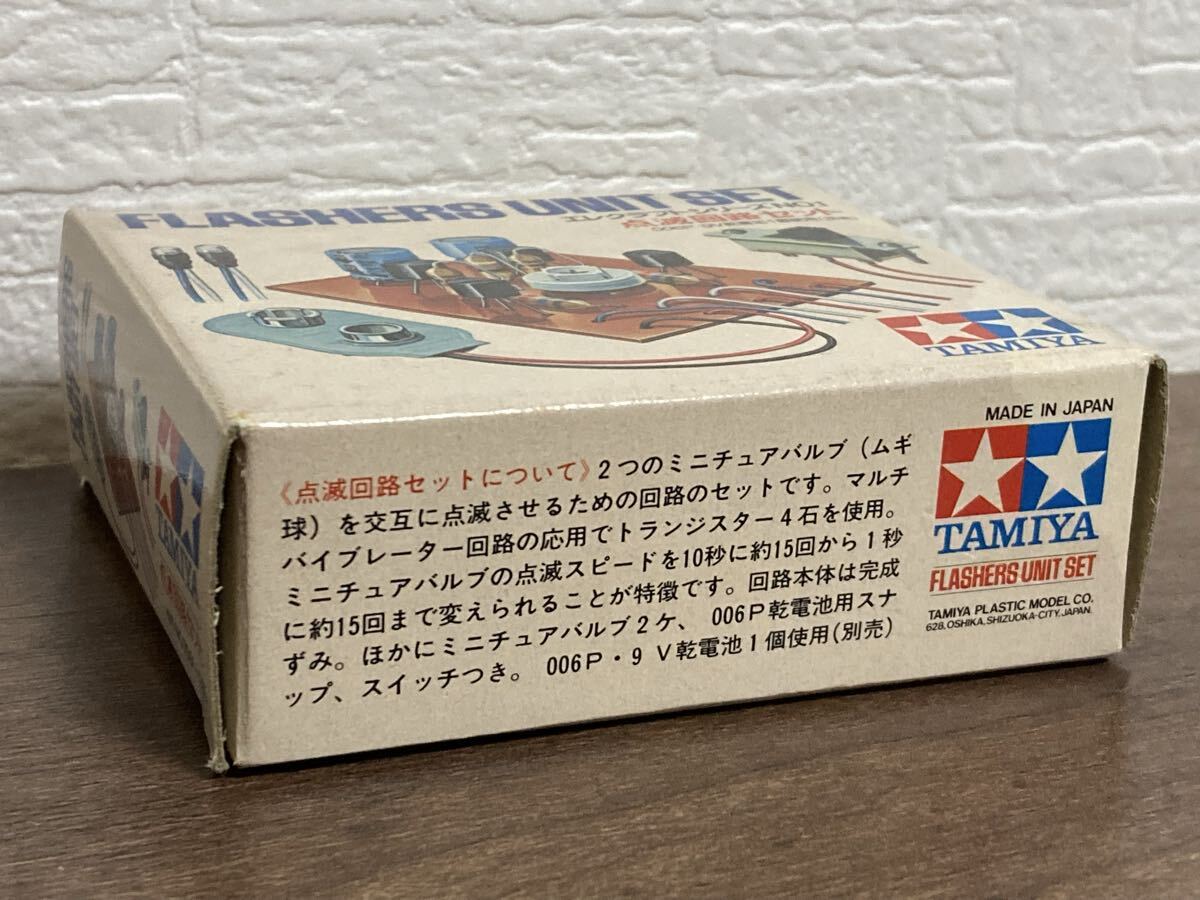 FLASHERS UNIT SET
点滅回路セット
TAMIYA
MADE IN JAPAN
TAMIYA
FLASHERS UNIT SET
TAMIYA PLASTIC MODEL CO.
628, OSHIKA, SHIZUOKA-CITY, JAPAN.
《点滅回路セットについて》2つのミニチュアバルブ(ムギ
球)を交互に点滅させるための回路のセットです。マルチ
バイブレーター回路の応用でトランジスター4石を使用。
ミニチュアバルブの点滅スピードを10秒に約15回から1秒
に約15回まで変えられることが特徴です。回路本体は完成
ずみ。ほかにミニチュアバルブ2ケ、006P乾電池用スナ
ップ、スイッチつき。006P・9V乾電池1個使用(別売)